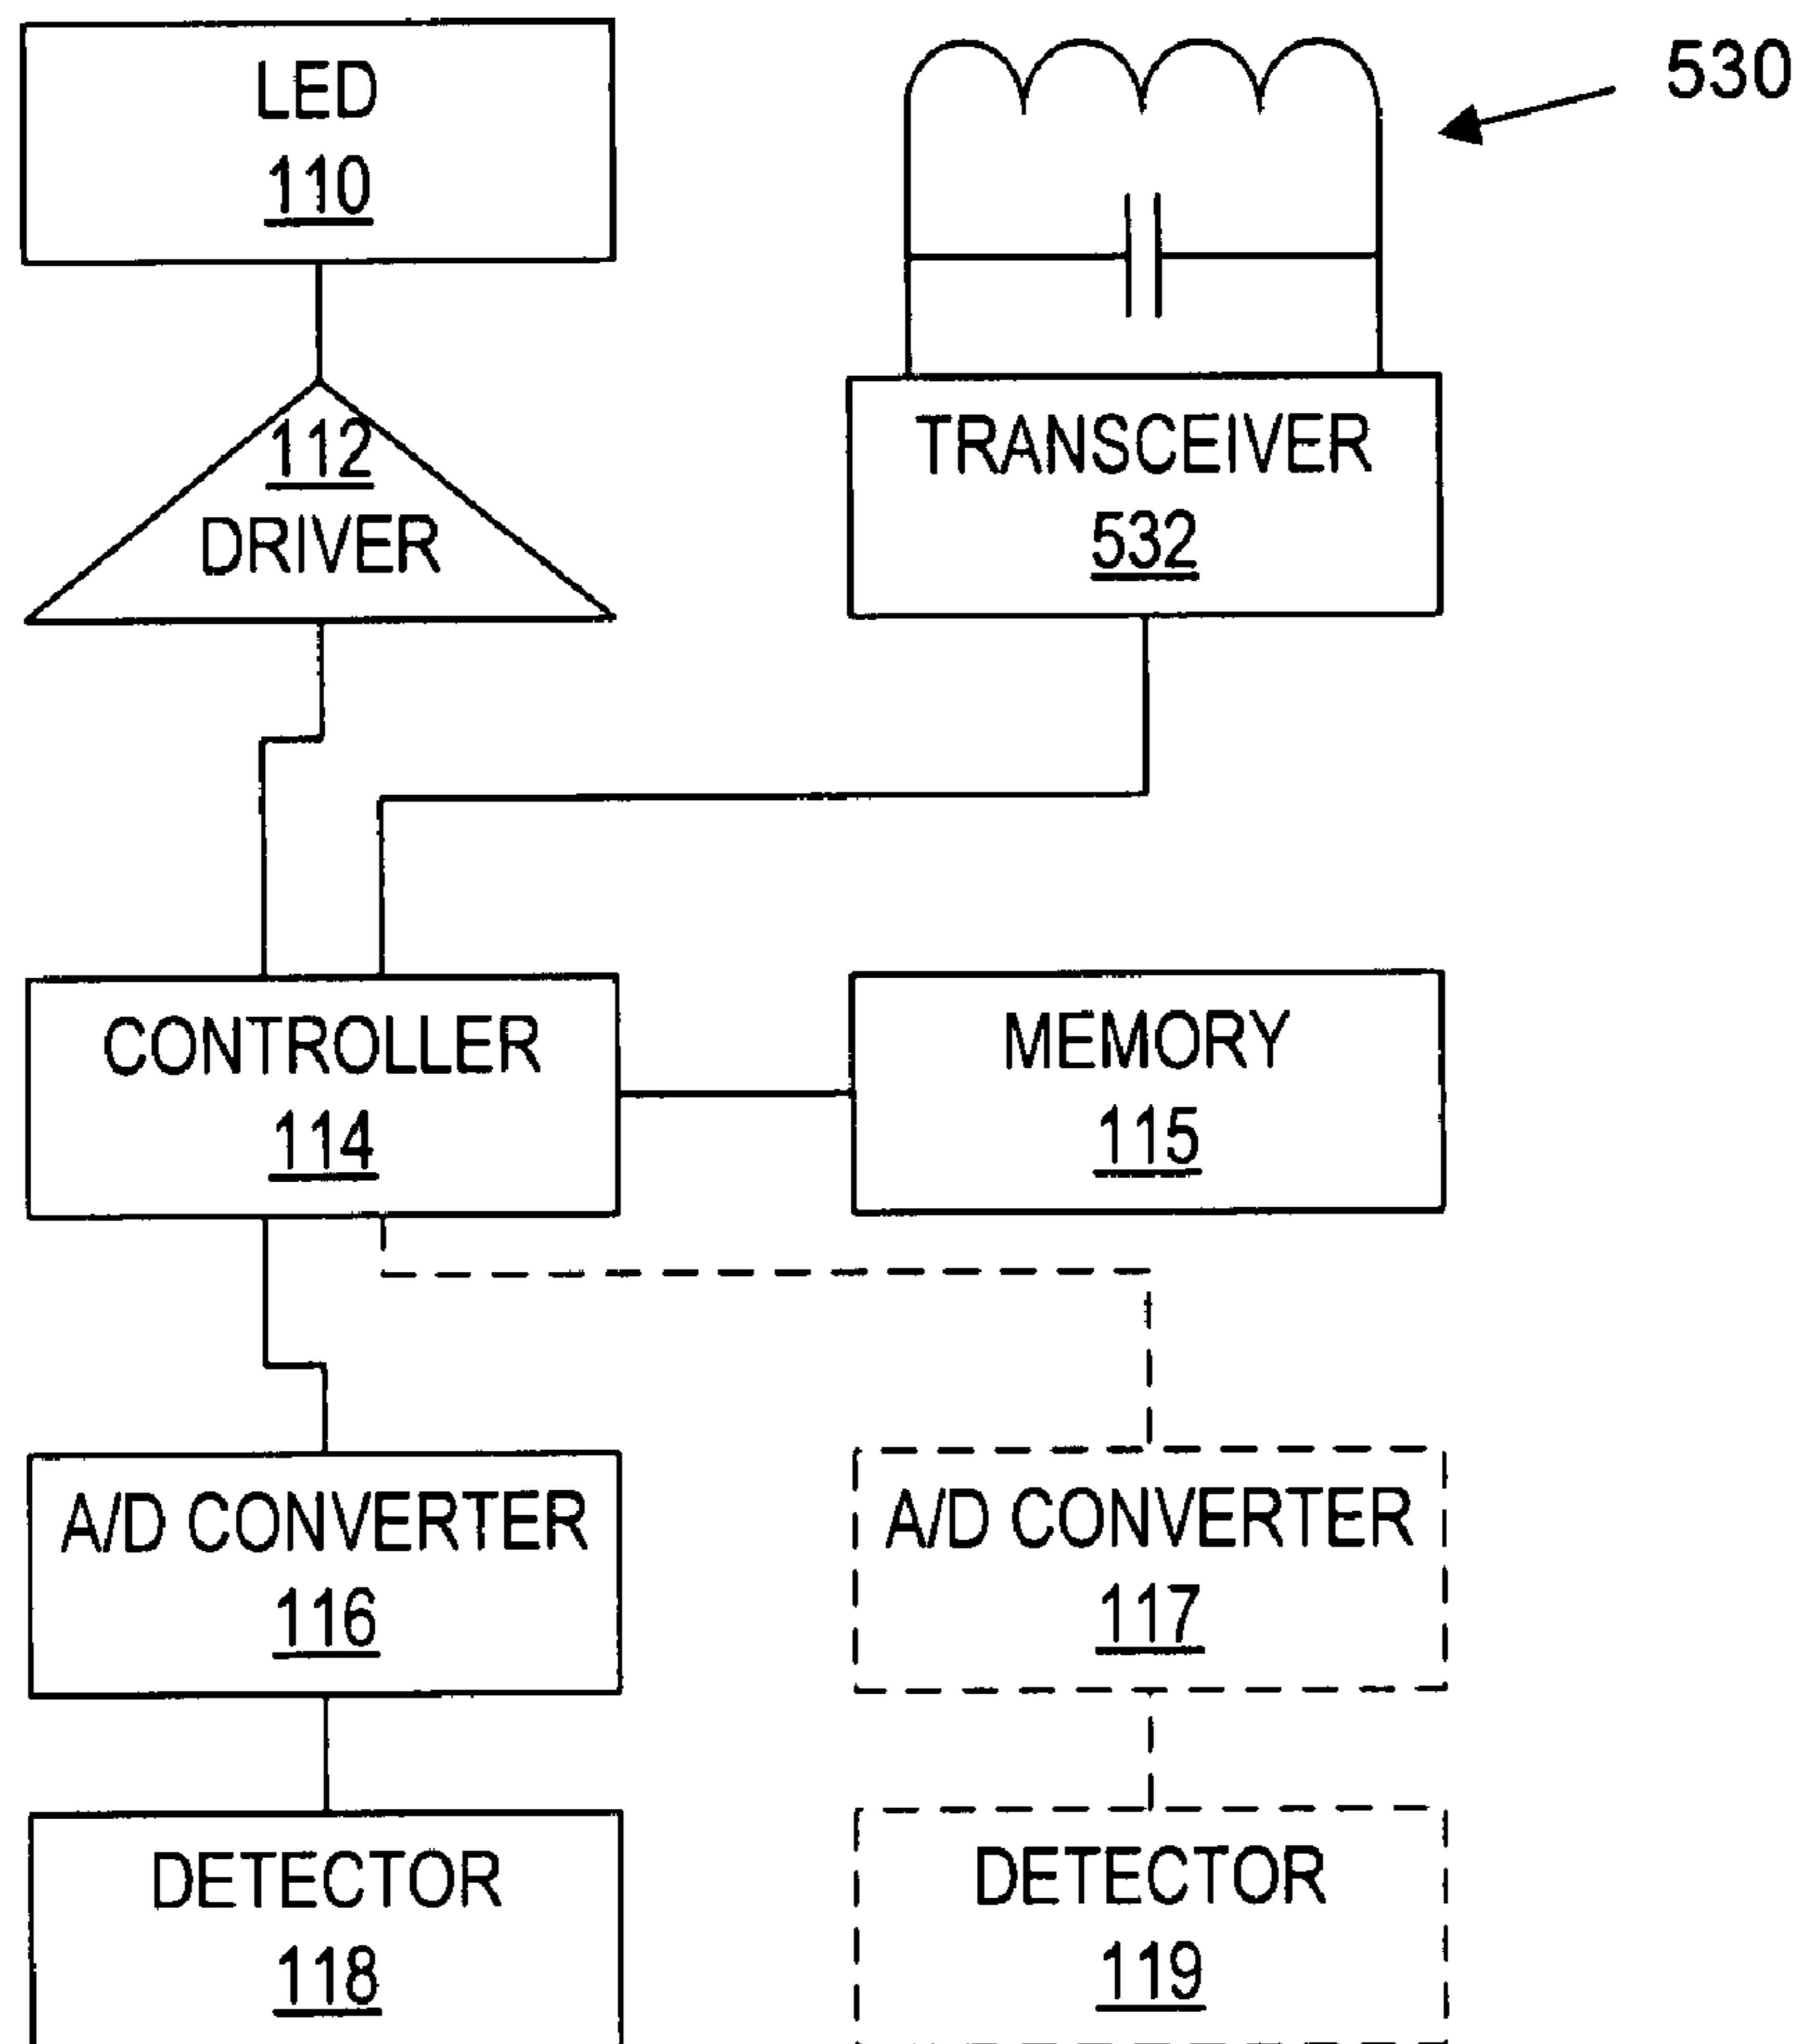 LED
110
530
112
DRIVER
TRANSCEIVER
532
CONTROLLER
114
MEMORY
115
A/D CONVERTER
116
A/D CONVERTER
117
DETECTOR
118
DETECTOR
119